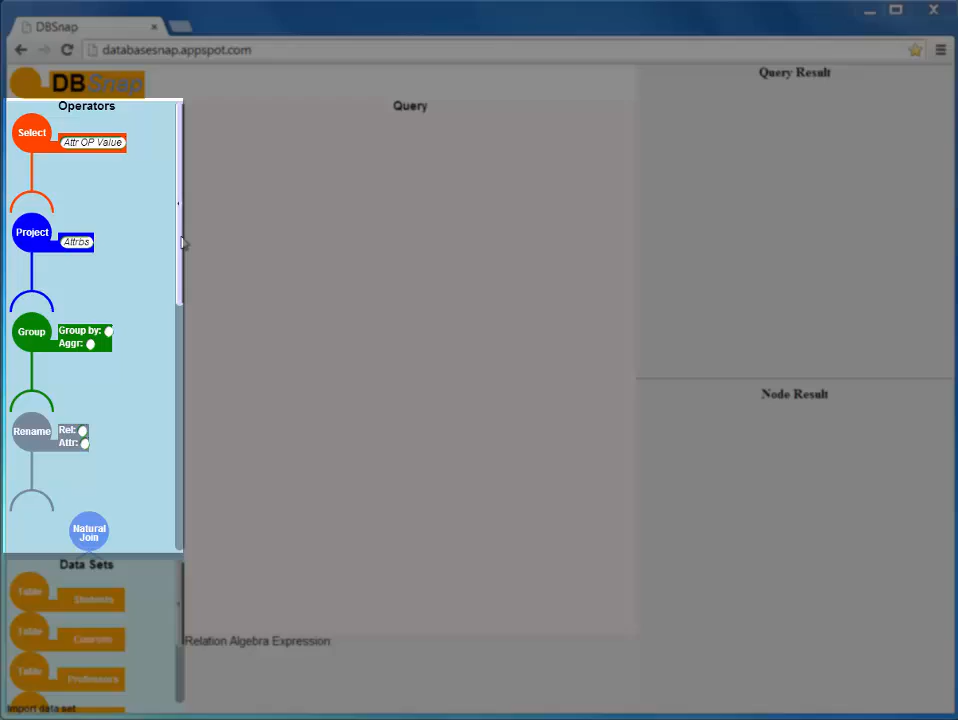 DBSnap
databasesnap.appspot.com
DBSnap
Operators
Select
Attr OP Value
Project
Attrbs
Group
Group by:
Aggr:
Rename
Rel:
Attr:
Natural
Join
Data Sets
Table
Students
Table
Courses
Table
Professors
Import data set
Query
Relation Algebra Expression
Query Result
Node Result